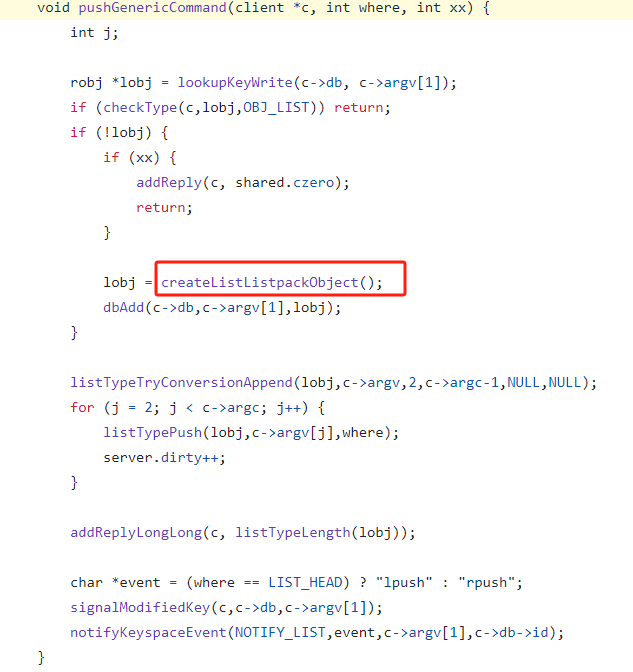 void pushGenericCommand(client *c, int where, int xx) {
    int j;

    robj *lobj = lookupKeyWrite(c->db, c->argv[1]);
    if (checkType(c,lobj,OBJ_LIST)) return;
    if (!lobj) {
        if (xx) {
            addReply(c, shared.czero);
            return;
        }

        lobj = createListListpackObject();
        dbAdd(c->db,c->argv[1],lobj);
    }

    listTypeTryConversionAppend(lobj,c->argv,2,c->argc-1,NULL,NULL);
    for (j = 2; j < c->argc; j++) {
        listTypePush(lobj,c->argv[j],where);
        server.dirty++;
    }

    addReplyLongLong(c, listTypeLength(lobj));

    char *event = (where == LIST_HEAD) ? "lpush" : "rpush";
    signalModifiedKey(c,c->db,c->argv[1]);
    notifyKeyspaceEvent(NOTIFY_LIST,event,c->argv[1],c->db->id);
}